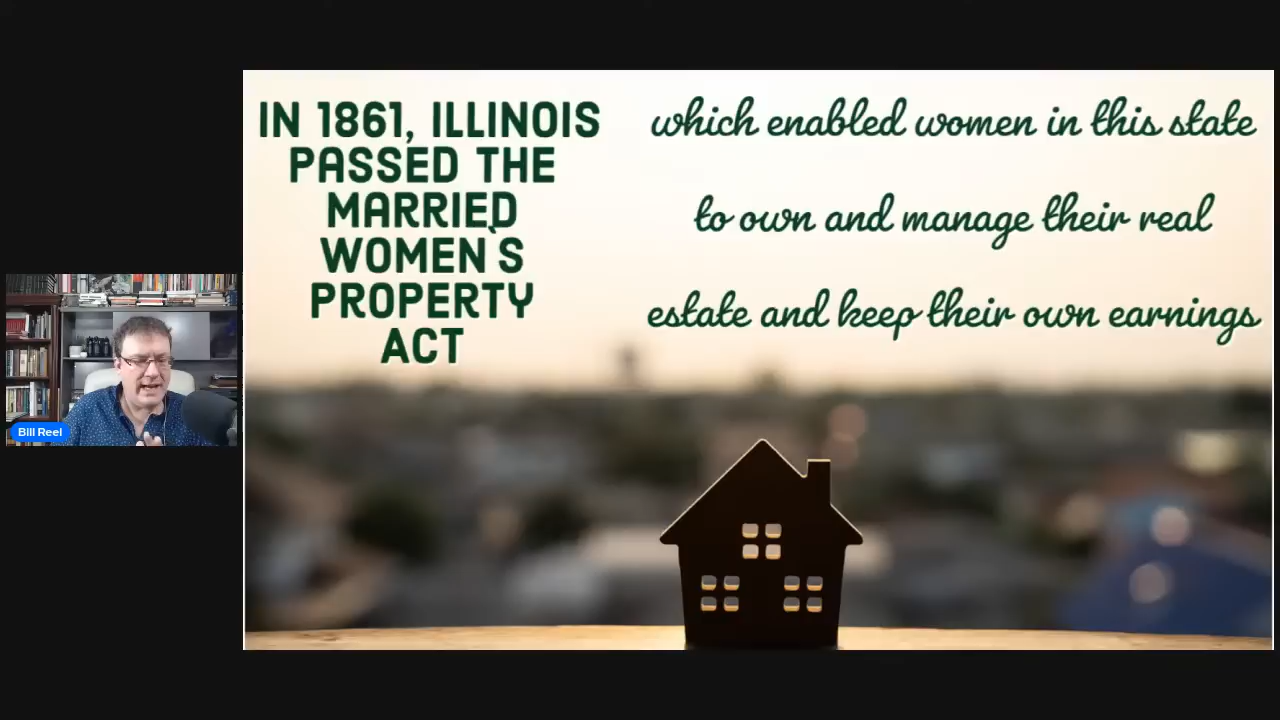 IN 1861, ILLINOIS
PASSED THE
MARRIED
WOMEN'S
PROPERTY
ACT
which enabled women in this state
to own and manage their real
estate and keep their own earnings
Bill Reel